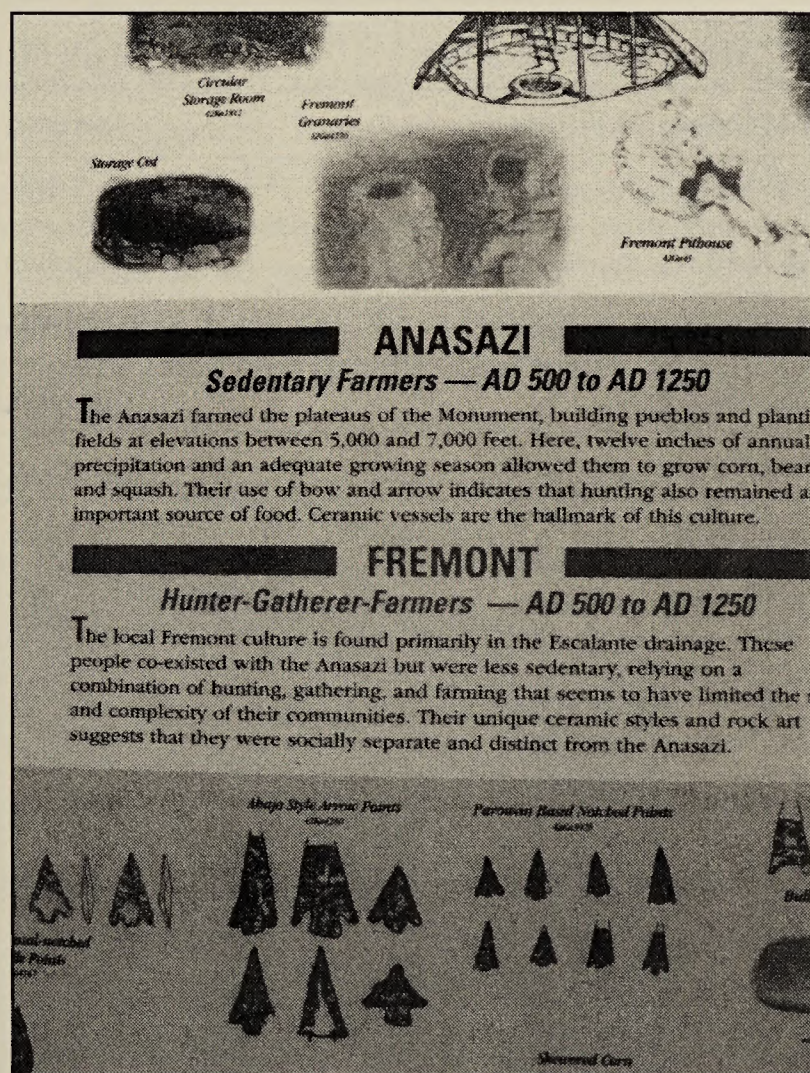 Circular
Storage Room
Fremont
Granaries
Storage Cist
Fremont Pithouse
ANASAZI
Sedentary Farmers — AD 500 to AD 1250
The Anasazi farmed the plateaus of the Monument, building pueblos and planti
fields at elevations between 5,000 and 7,000 feet. Here, twelve inches of annual
precipitation and an adequate growing season allowed them to grow corn, bear
and squash. Their use of bow and arrow indicates that hunting also remained a
important source of food. Ceramic vessels are the hallmark of this culture.
FREMONT
Hunter-Gatherer-Farmers — AD 500 to AD 1250
The local Fremont culture is found primarily in the Escalante drainage. These
people co-existed with the Anasazi but were less sedentary, relying on a
combination of hunting, gathering, and farming that seems to have limited the
and complexity of their communities. Their unique ceramic styles and rock art
suggests that they were socially separate and distinct from the Anasazi.
Abajo Style Arrow Points
Parowan Based Notched Points
Points
Skewered Corn